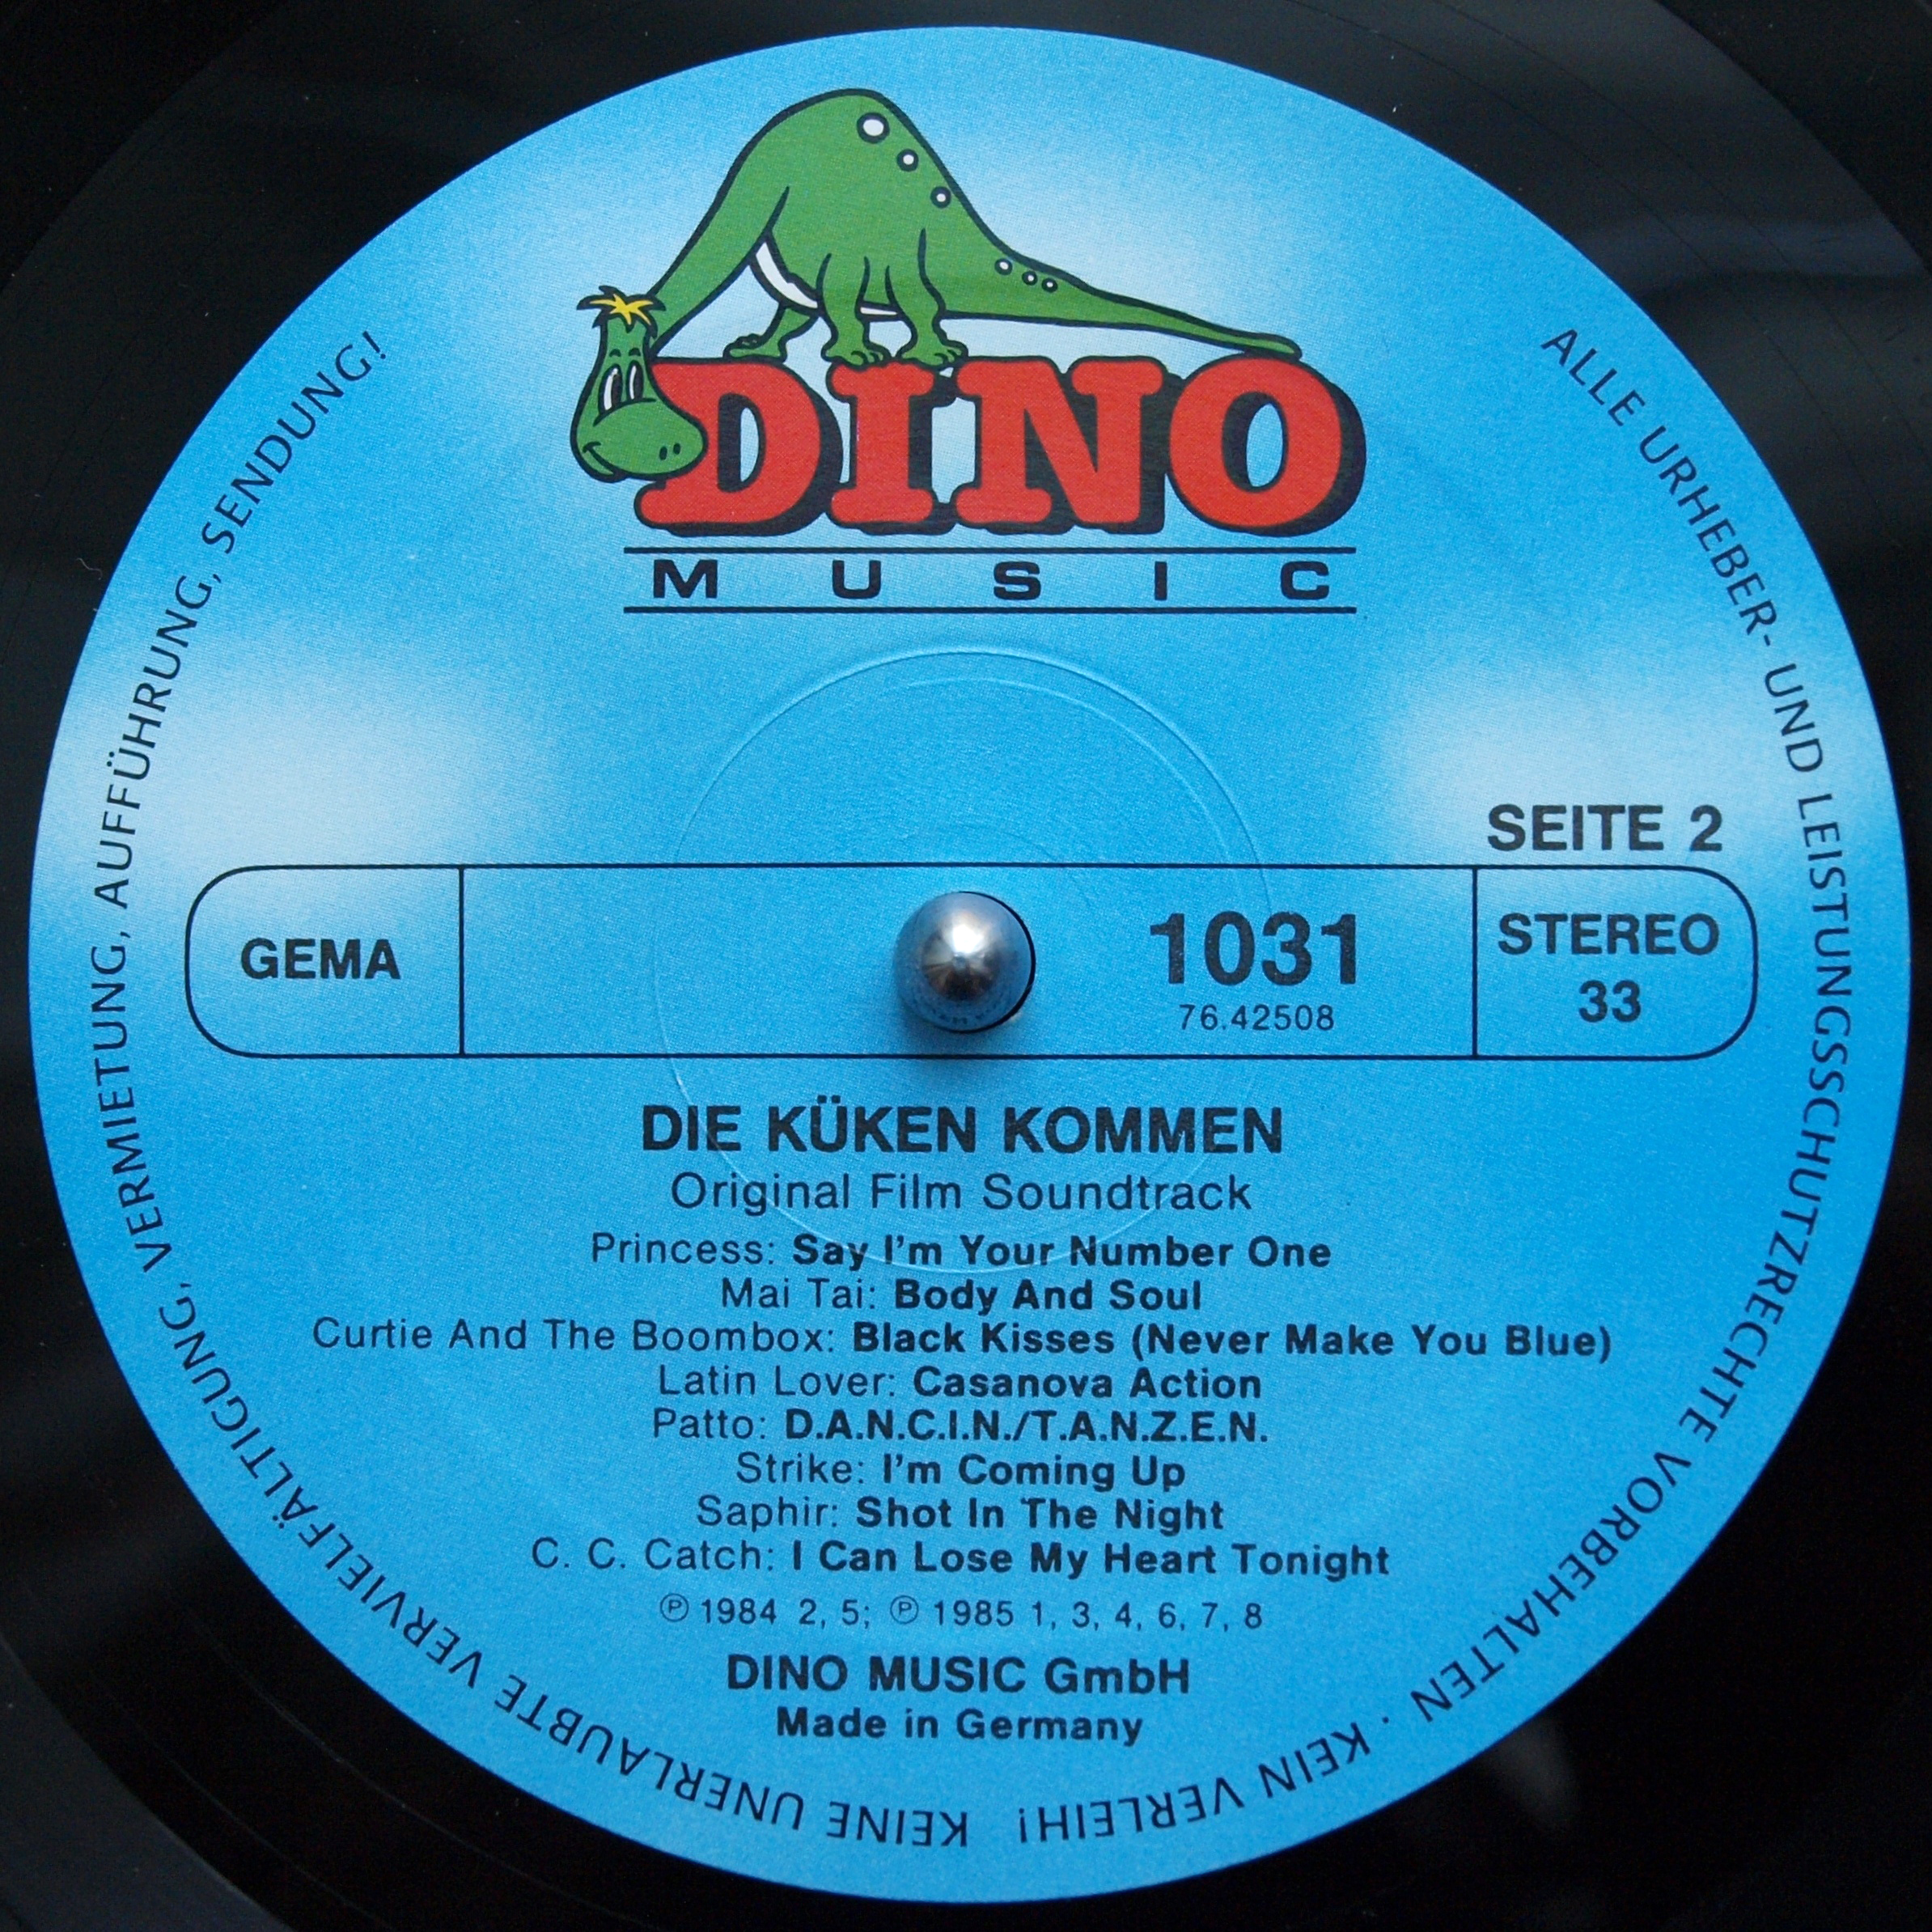 DINO
MUSIC
SEITE 2
GEMA
1031
76.42508
STEREO
33
DIE KÜKEN KOMMEN
Original Film Soundtrack
Princess: Say I'm Your Number One
Mai Tai: Body And Soul
Curtie And The Boombox: Black Kisses (Never Make You Blue)
Latin Lover: Casanova Action
Patto: D.A.N.C.I.N./T.A.N.Z.E.N.
Strike: I'm Coming Up
Saphir: Shot In The Night
C. C. Catch: I Can Lose My Heart Tonight
℗ 1984 2, 5; ℗ 1985 1, 3, 4, 6, 7, 8
DINO MUSIC GmbH
Made in Germany
ALLE URHEBER- UND LEISTUNGSSCHUTZRECHTE VORBEHALTEN · KEIN VERLEIH! KEINE UNERLAUBTE VERVIELFÄLTIGUNG, VERMIETUNG, AUFFÜHRUNG, SENDUNG!